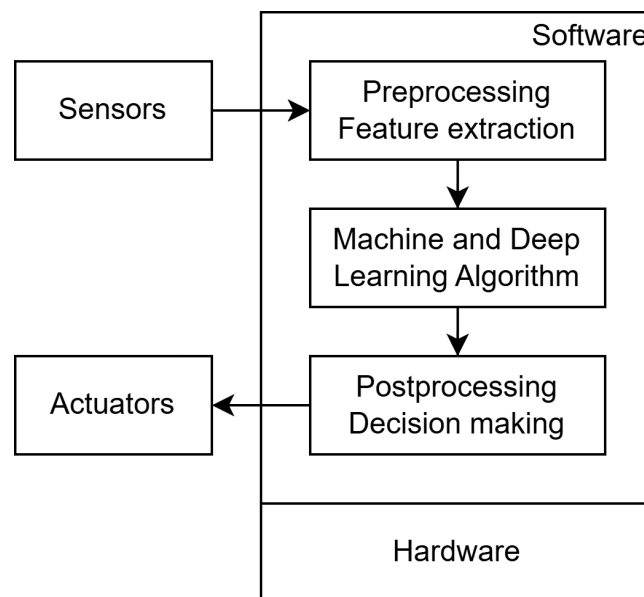 Software
Sensors
Preprocessing
Feature extraction
Machine and Deep
Learning Algorithm
Actuators
Postprocessing
Decision making
Hardware